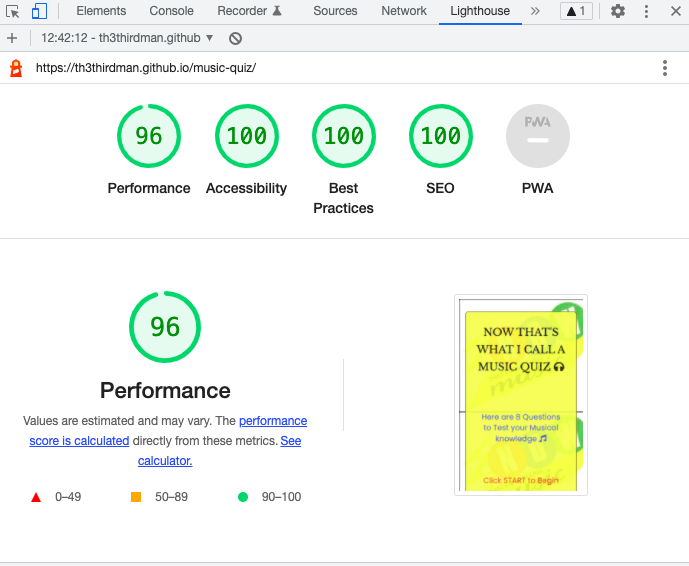 Elements Console Recorder Sources Network Lighthouse » 1
12:42:12 - th3thirdman.github
https://th3thirdman.github.io/music-quiz/
96 100 100 100 PWA
Performance Accessibility Best Practices SEO PWA
96
Performance
Values are estimated and may vary. The performance
score is calculated directly from these metrics. See
calculator.
0–49 50–89 90–100
NOW THAT'S
WHAT I CALL A
MUSIC QUIZ
Here are 8 Questions
to Test your Musical
knowledge
Click START to Begin